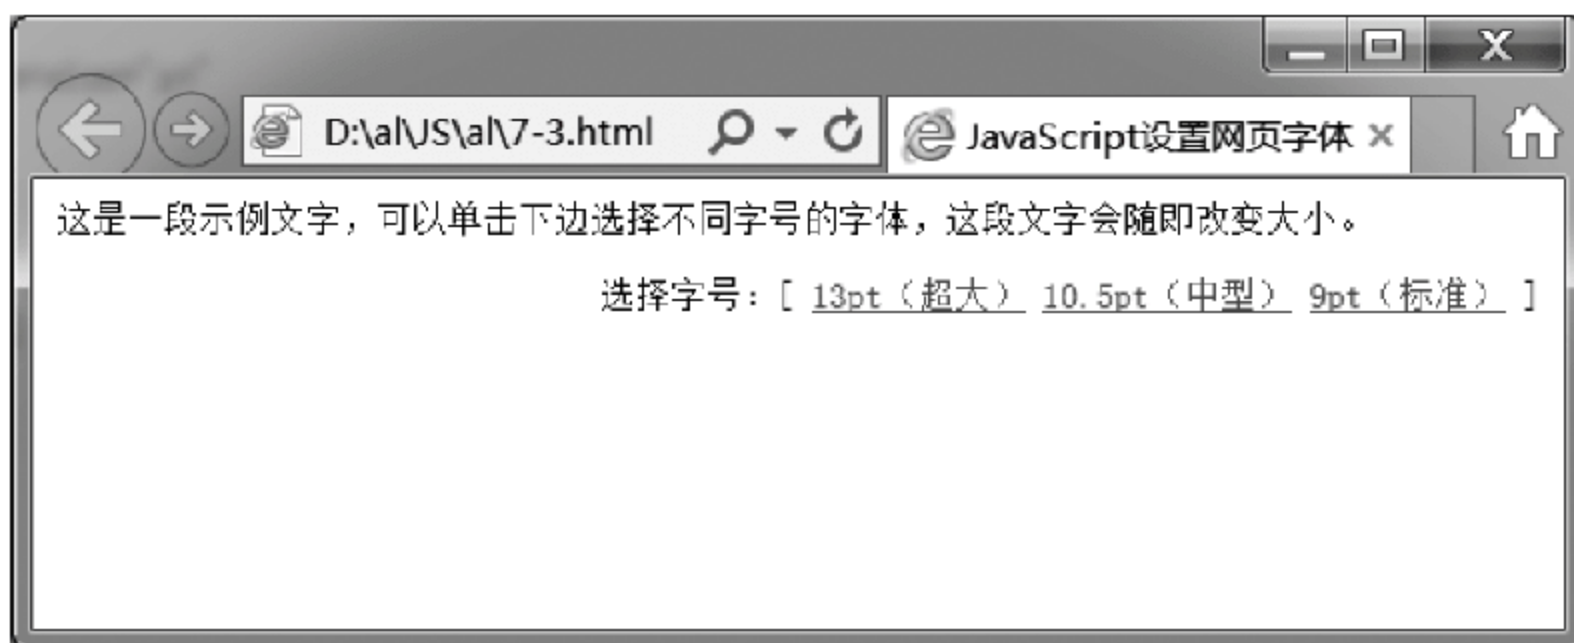 D:\al\JS\al\7-3.html
JavaScript设置网页字体
这是一段示例文字，可以单击下边选择不同字号的字体，这段文字会随即改变大小。
选择字号：[ 13pt（超大） 10.5pt（中型） 9pt（标准） ]